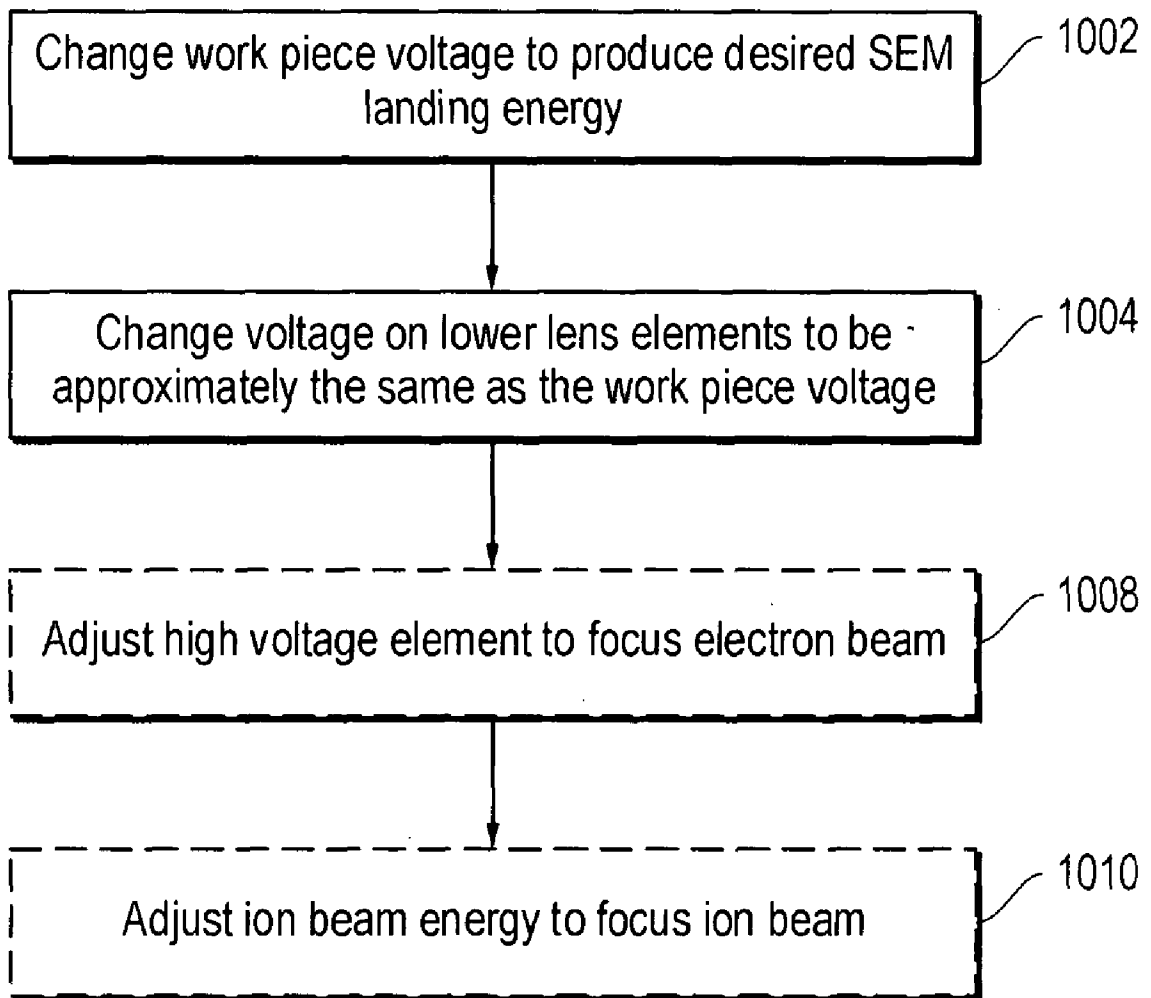 Change work piece voltage to produce desired SEM
landing energy
1002
Change voltage on lower lens elements to be
approximately the same as the work piece voltage
1004
Adjust high voltage element to focus electron beam
1008
Adjust ion beam energy to focus ion beam
1010